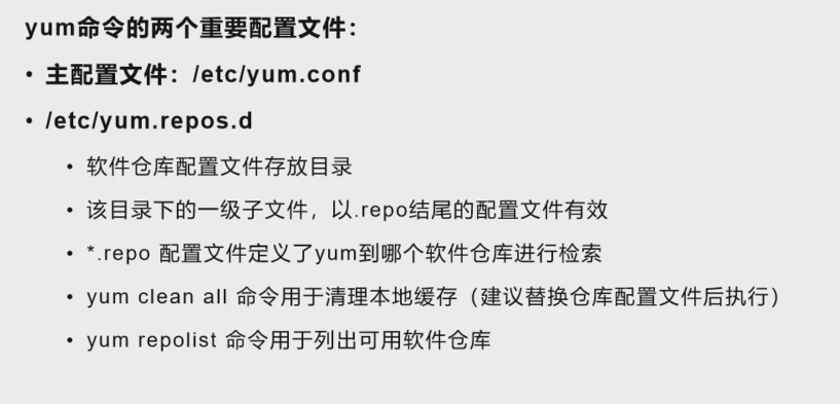 yum命令的两个重要配置文件：
• 主配置文件：/etc/yum.conf
• /etc/yum.repos.d
• 软件仓库配置文件存放目录
• 该目录下的一级子文件，以.repo结尾的配置文件有效
• *.repo 配置文件定义了yum到哪个软件仓库进行检索
• yum clean all 命令用于清理本地缓存（建议替换仓库配置文件后执行）
• yum repolist 命令用于列出可用软件仓库